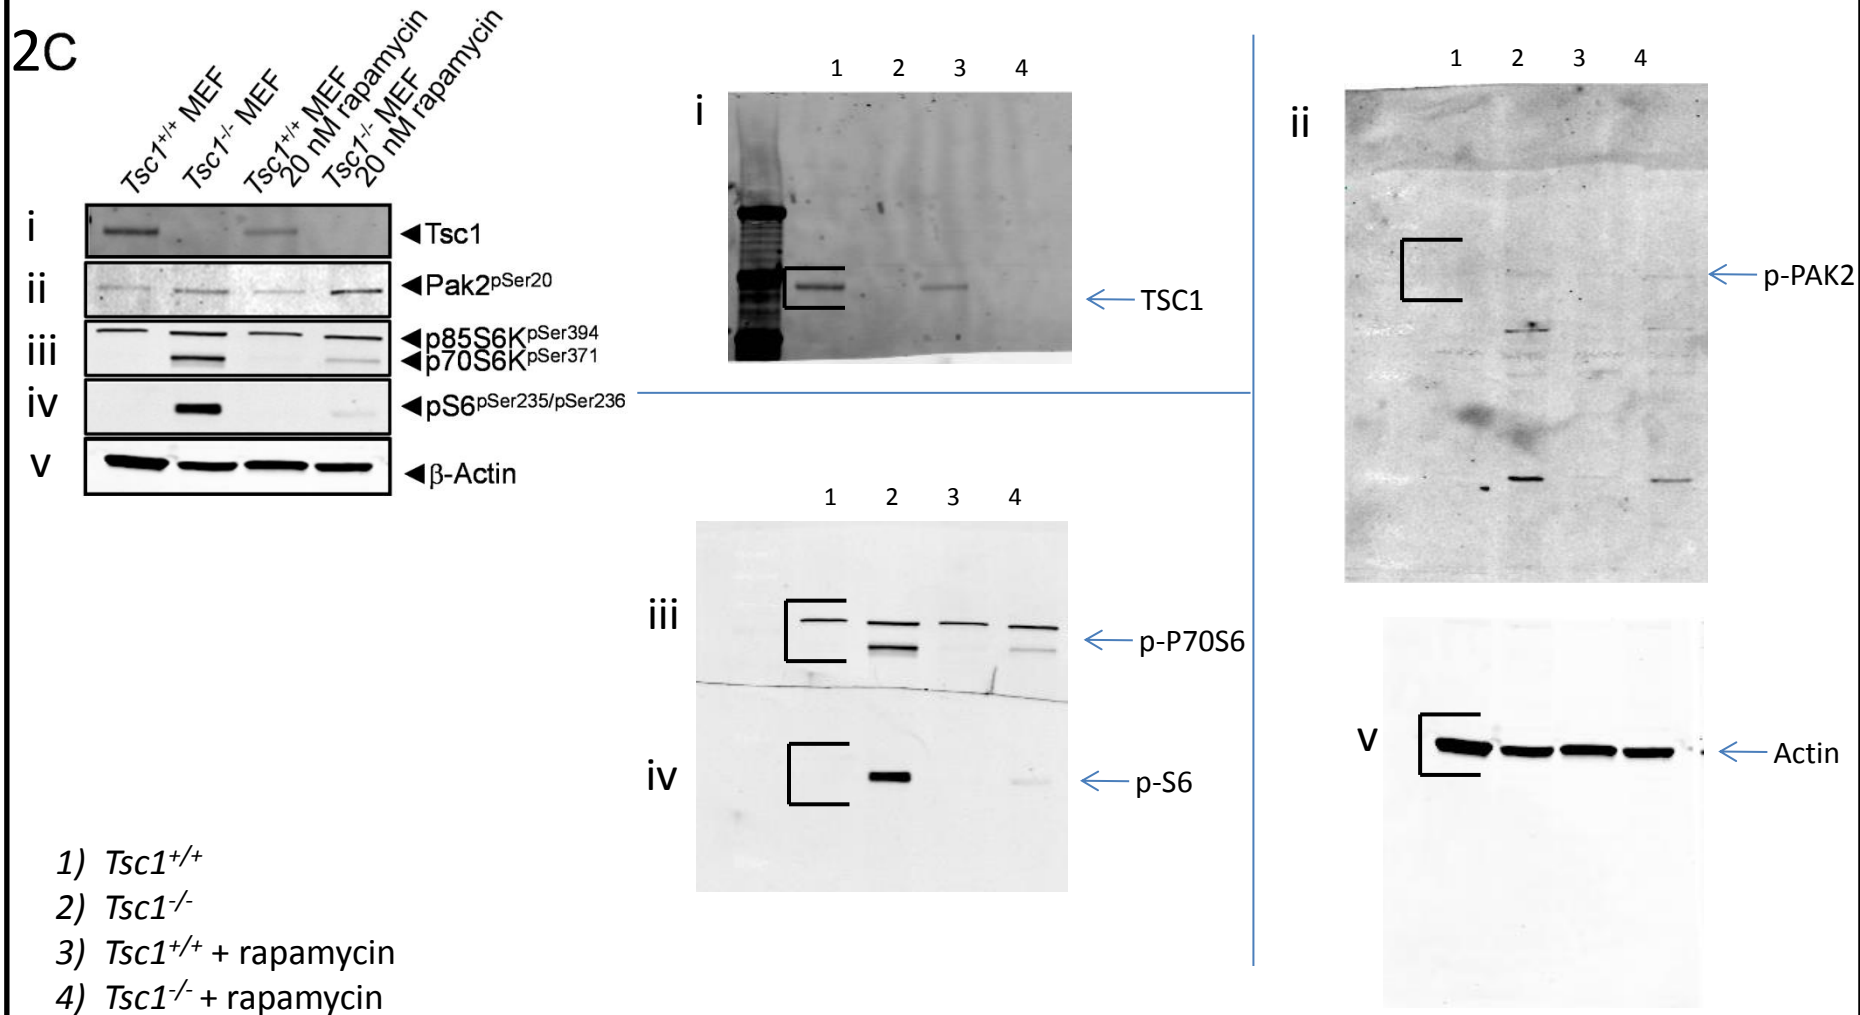 2C
Tsc1+/+ MEF
Tsc1-/- MEF
Tsc1+/+ MEF
20 nM rapamycin
Tsc1-/- MEF
20 nM rapamycin
i
Tsc1
ii
Pak2pSer20
iii
p85S6KpSer394
p70S6KpSer371
iv
pS6pSer235/pSer236
v
β-Actin
1 2 3 4
i
TSC1
1 2 3 4
iii
p-P70S6
iv
p-S6
1 2 3 4
ii
p-PAK2
v
Actin
1) Tsc1+/+
2) Tsc1-/-
3) Tsc1+/+ + rapamycin
4) Tsc1-/- + rapamycin